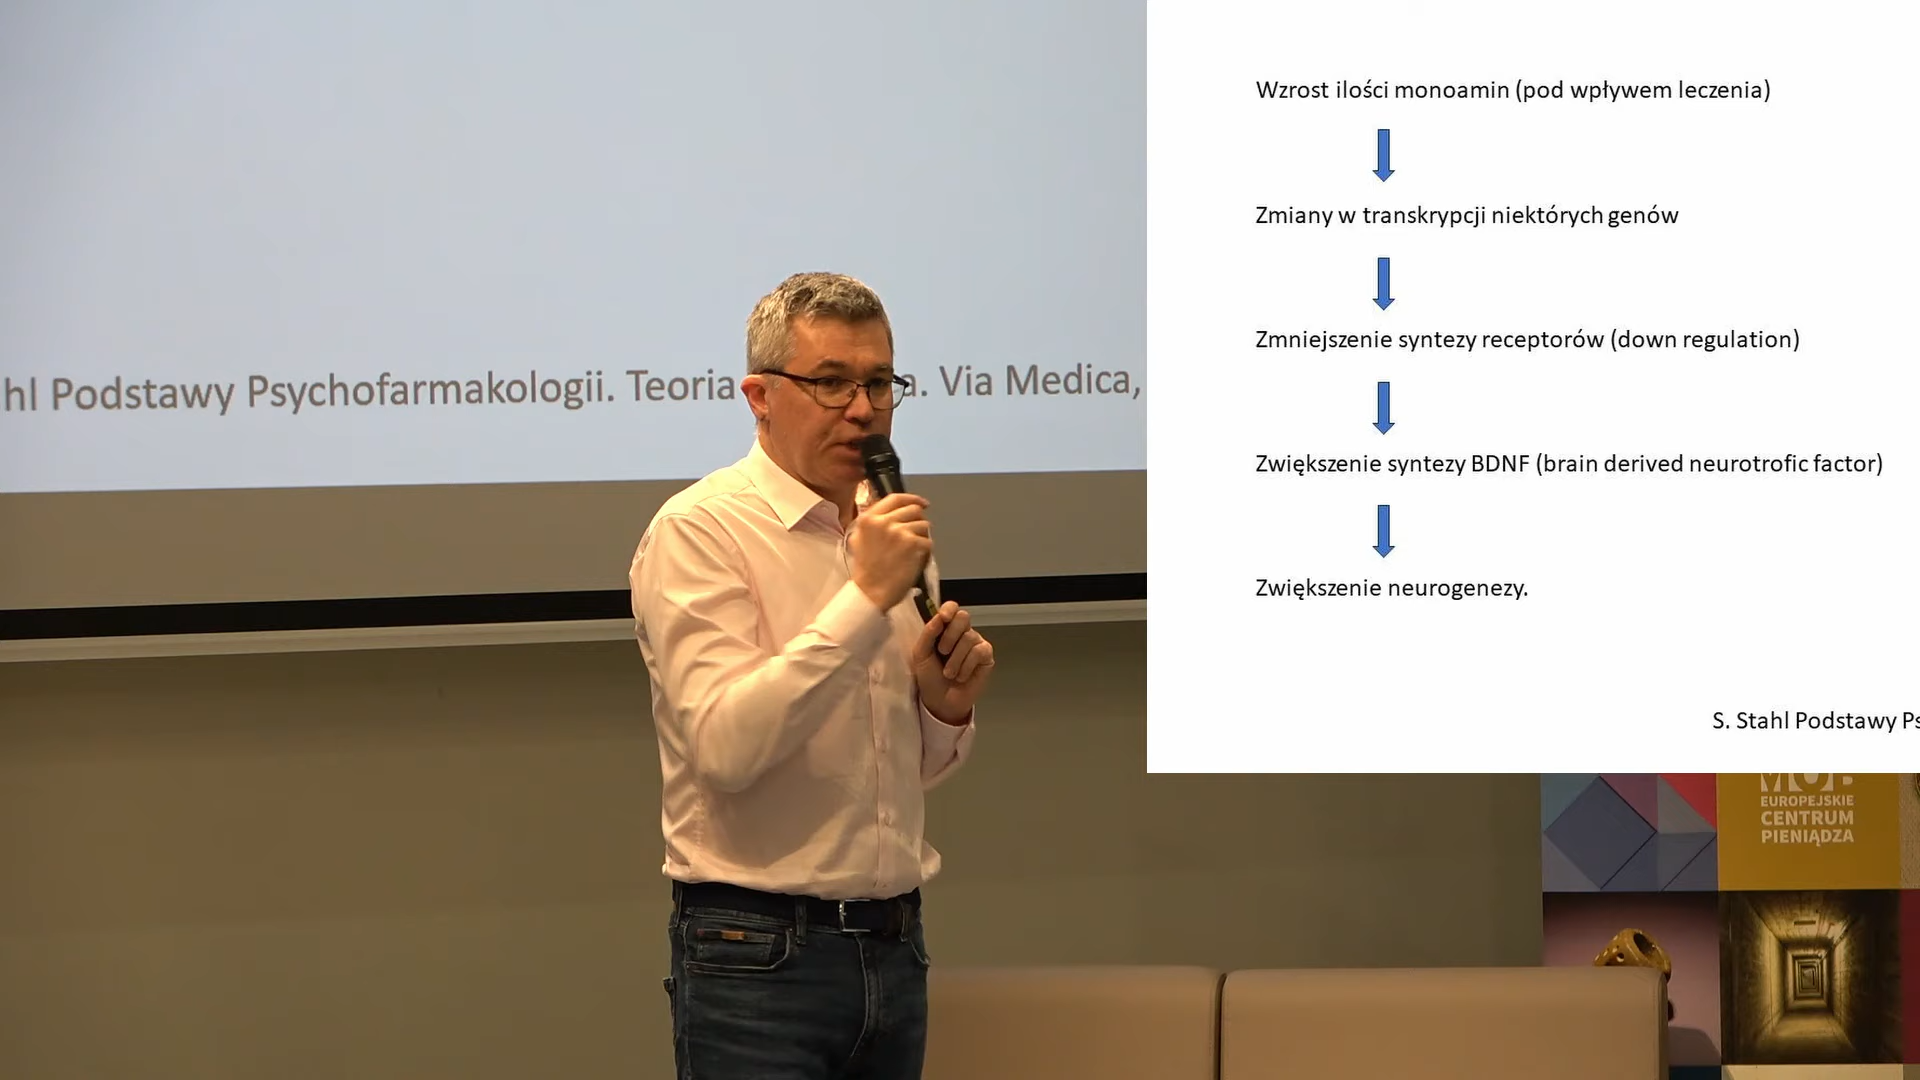 hl Podstawy Psychofarmakologii. Teoria a. Via Medica,
Wzrost ilości monoamin (pod wpływem leczenia)
Zmiany w transkrypcji niektórych genów
Zmniejszenie syntezy receptorów (down regulation)
Zwiększenie syntezy BDNF (brain derived neurotrofic factor)
Zwiększenie neurogenezy.
S. Stahl Podstawy Ps
EUROPEJSKIE
CENTRUM
PIENIĄDZA